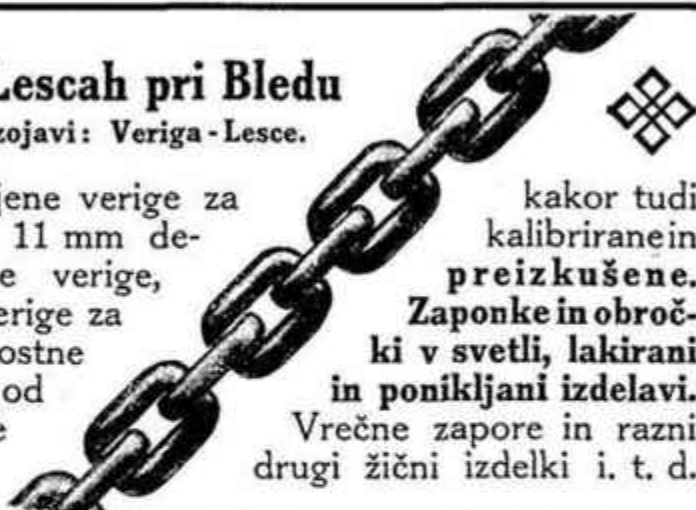 Lescah pri Bledu
zojavi: Veriga-Lesce.
jene verige za
11 mm de-
e verige,
erige za
ostne
od
e
kakor tudi
kalibrirane in
preizkušene.
Zaponke in obroč-
ki v svetli, lakirani
in ponikljani izdelavi.
Vrečne zapore in razni
drugi žični izdelki i. t. d.